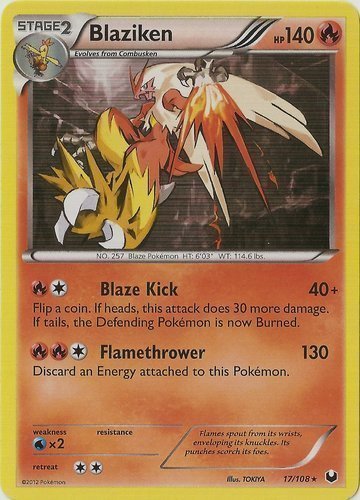 STAGE2
Blaziken
HP140
Evolves from Combusken
NO. 257 Blaze Pokémon HT: 6'03" WT: 114.6 lbs.
Blaze Kick 40+
Flip a coin. If heads, this attack does 30 more damage.
If tails, the Defending Pokémon is now Burned.
Flamethrower 130
Discard an Energy attached to this Pokémon.
weakness resistance
×2
retreat
Flames spout from its wrists,
enveloping its knuckles. Its
punches scorch its foes.
©2012 Pokémon
Illus. TOKIYA
17/108★